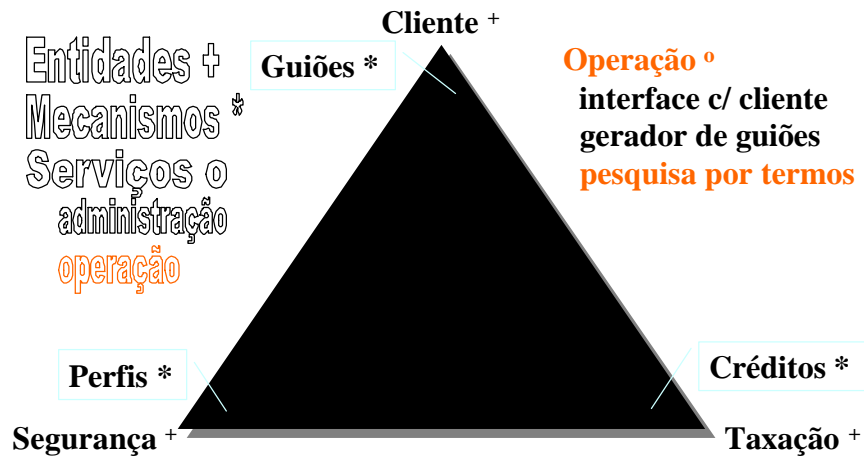 Cliente +
Entidades +
Mecanismos *
Serviços o
administração
operação
Guiões *
Operação o
interface c/ cliente
gerador de guiões
pesquisa por termos
Perfis *
Créditos *
Segurança +
Taxação +